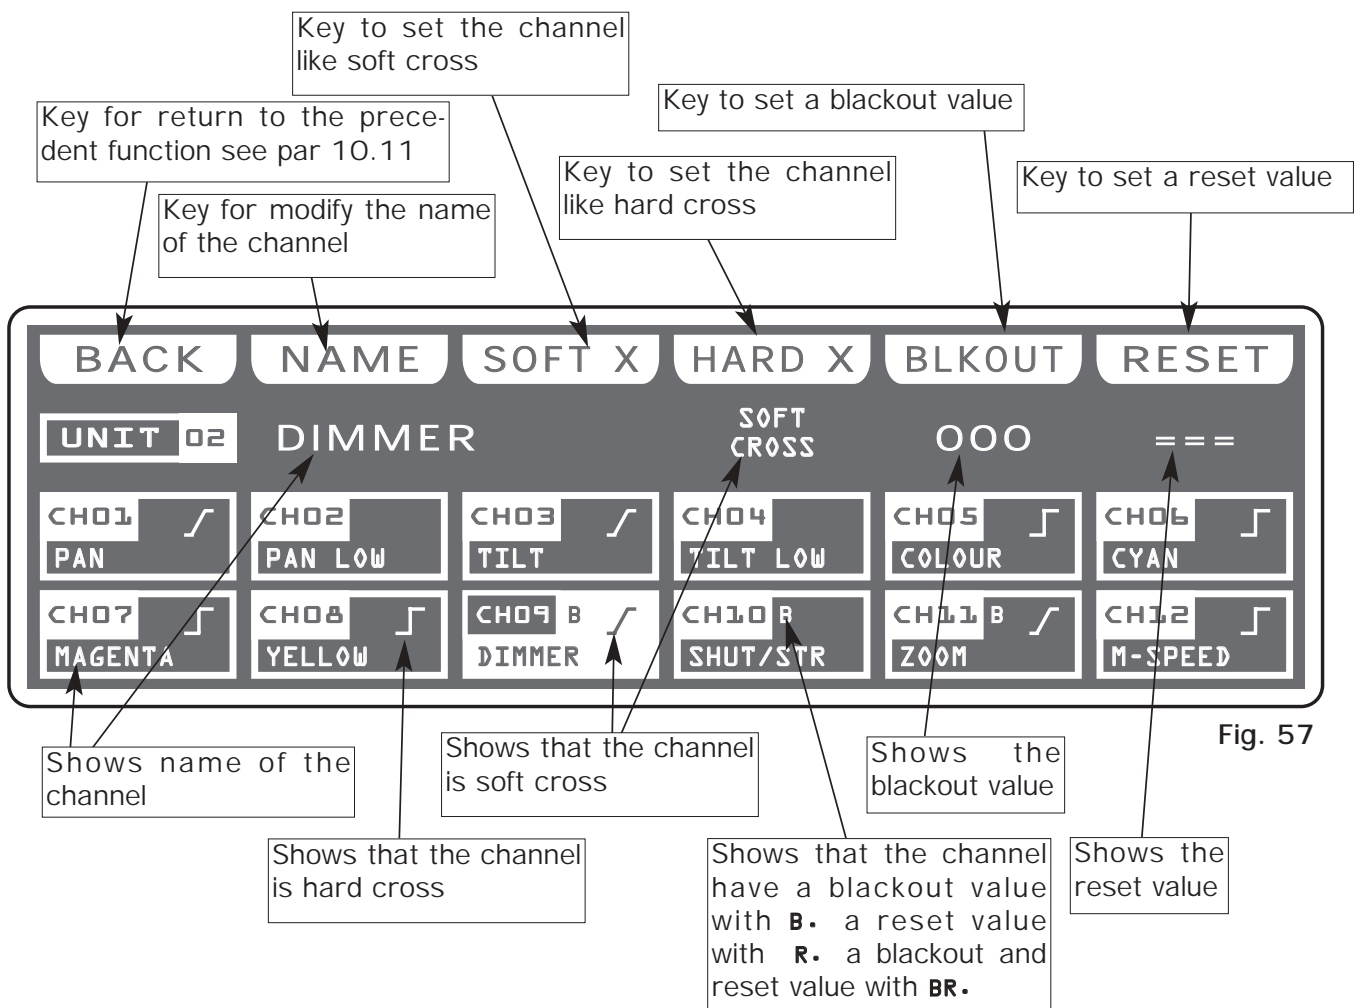 Key to set the channel
like soft cross
Key to set a blackout value
Key for return to the prece-
dent function see par 10.11
Key to set the channel
like hard cross
Key to set a reset value
Key for modify the name
of the channel
BACK NAME SOFT X HARD X BLKOUT RESET
UNIT 02 DIMMER SOFT CROSS 000 ===
CH01 CH02 CH03 CH04 CH05 CH06
PAN PAN LOW TILT TILT LOW COLOUR CYAN
CH07 CH08 CH09 B CH10 B CH11 B CH12
MAGENTA YELLOW DIMMER SHUT/STR ZOOM M-SPEED
Fig. 57
Shows name of the
channel
Shows that the channel
is soft cross
Shows the
blackout value
Shows that the channel
is hard cross
Shows that the channel
have a blackout value
with B. a reset value
with R. a blackout and
reset value with BR.
Shows the
reset value